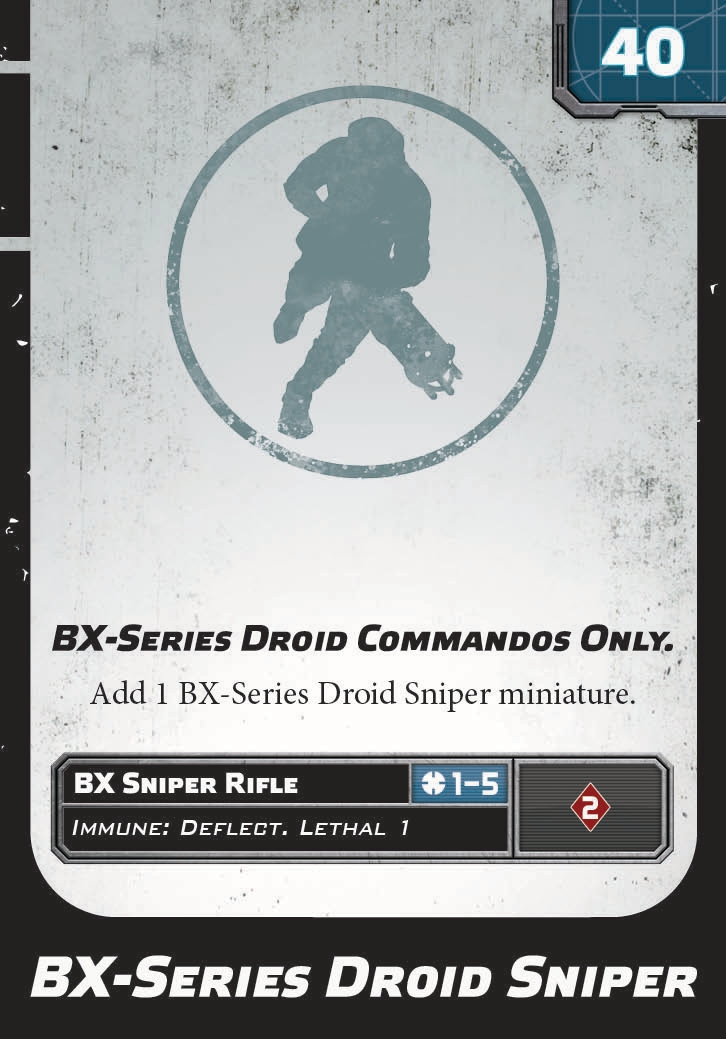 40
BX-Series Droid Commandos Only.
Add 1 BX-Series Droid Sniper miniature.
BX Sniper Rifle
1-5
2
Immune: Deflect. Lethal 1
BX-Series Droid Sniper